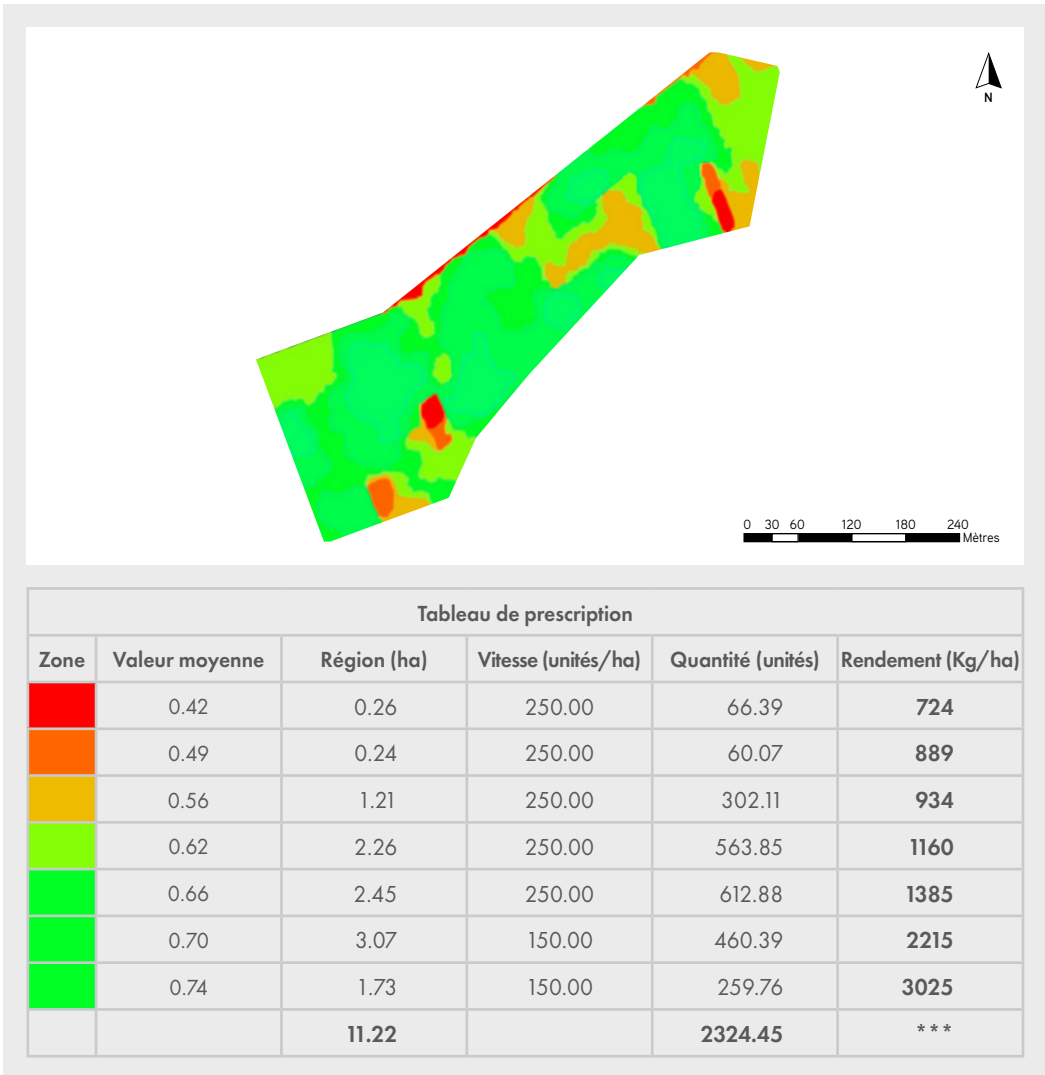 N
0 30 60 120 180 240
Mètres
Tableau de prescription
Zone Valeur moyenne Région (ha) Vitesse (unités/ha) Quantité (unités) Rendement (Kg/ha)
0.42 0.26 250.00 66.39 724
0.49 0.24 250.00 60.07 889
0.56 1.21 250.00 302.11 934
0.62 2.26 250.00 563.85 1160
0.66 2.45 250.00 612.88 1385
0.70 3.07 150.00 460.39 2215
0.74 1.73 150.00 259.76 3025
11.22 2324.45 ***